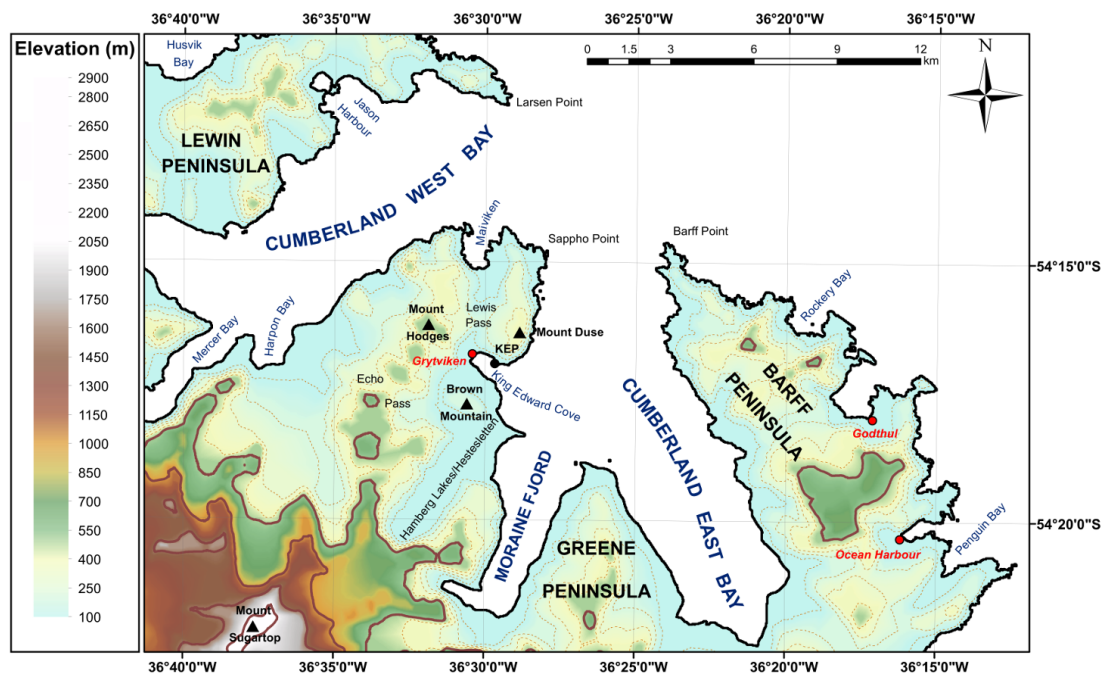 36°40'00"W 36°35'0"W 36°30'0"W 36°25'0"W 36°20'0"W 36°15'0"W
Elevation (m)
2900
2800
2650
2500
2350
2200
2050
1900
1750
1600
1450
1300
1150
1000
850
700
550
400
250
100
Husvik
Bay
Jason
Harbour
Larsen Point
LEWIN
PENINSULA
0 1.5 3 6 9 12
km
N
CUMBERLAND WEST BAY
Maiviken
Sappho Point
Barff Point
54°15'0"S
Mercer Bay
Harpon Bay
Mount
Hodges
Lewis
Pass
Mount Duse
KEP
Grytviken
King Edward Cove
Echo
Pass
Brown
Mountain
Hamberg Lakes/Hestesletten
Rockery Bay
BARFF
PENINSULA
Godthul
CUMBERLAND EAST BAY
MORAINE FJORD
GREENE
PENINSULA
54°20'0"S
Ocean Harbour
Penguin Bay
Mount
Sugartop
36°40'0"W 36°35'0"W 36°30'0"W 36°25'0"W 36°20'0"W 36°15'0"W